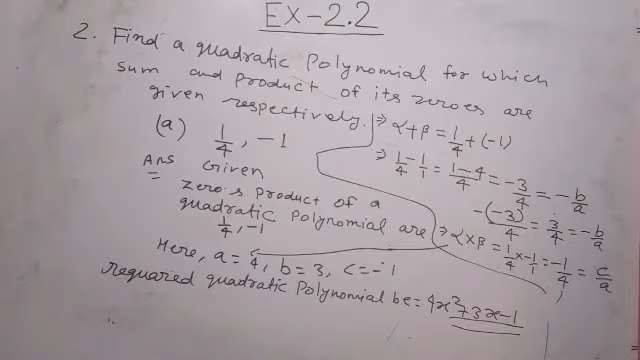 EX-2.2
2. Find a quadratic Polynomial for which
sum and product of its zeroes are
given respectively.
(a) 1/4, -1
Ans Given
zero s product of a
quadratic Polynomial are
1/4, -1
⇒ α+β = 1/4 + (-1)
⇒ 1/4 - 1/1 = 1-4/4 = -3/4 = -b/a
-(-3)/4 = 3/4 = -b/a
⇒ α×β = 1/4 × -1/1 = -1/4 = c/a
Here, a = 4, b = 3, c = -1
requared quadratic Polynomial be = 4x²+3x-1